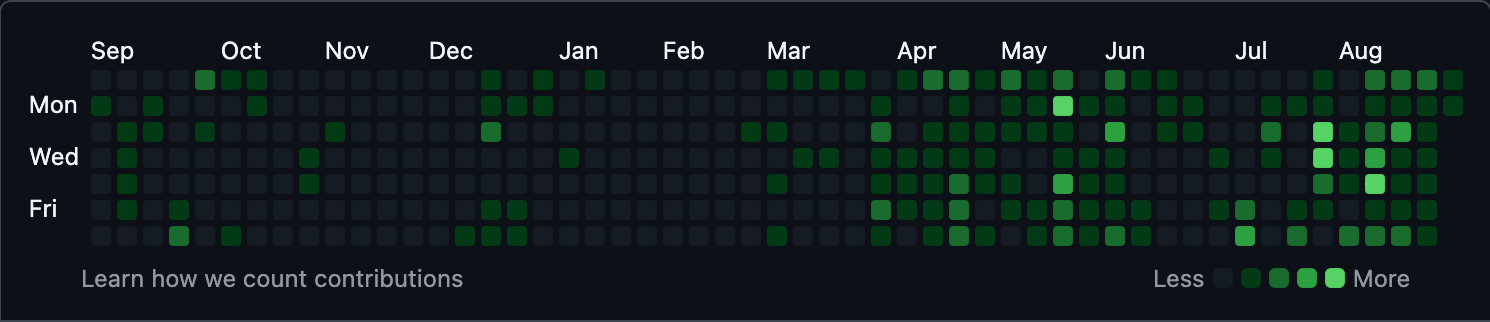 Sep Oct Nov Dec Jan Feb Mar Apr May Jun Jul Aug
Mon
Wed
Fri
Learn how we count contributions Less More